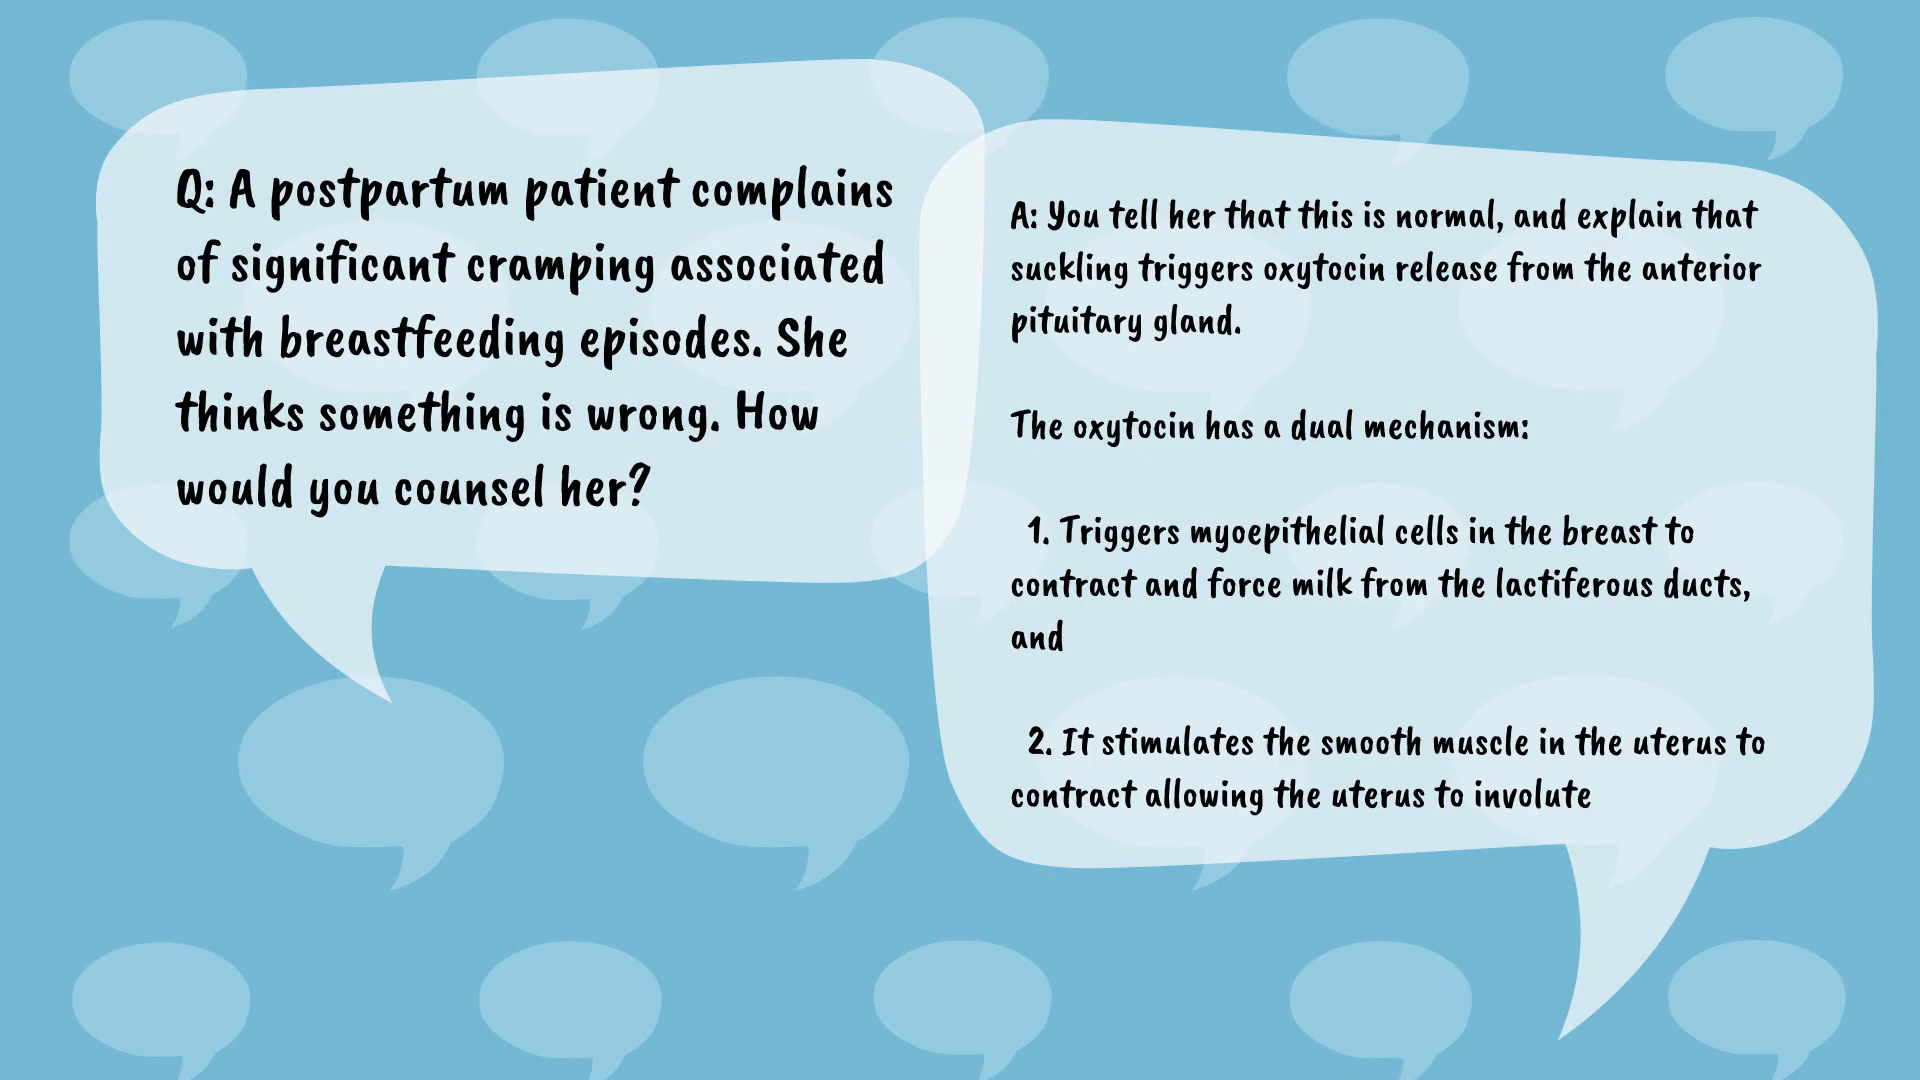 Q: A postpartum patient complains
of significant cramping associated
with breastfeeding episodes. She
thinks something is wrong. How
would you counsel her?
A: You tell her that this is normal, and explain that
suckling triggers oxytocin release from the anterior
pituitary gland.
The oxytocin has a dual mechanism:
1. Triggers myoepithelial cells in the breast to
contract and force milk from the lactiferous ducts,
and
2. It stimulates the smooth muscle in the uterus to
contract allowing the uterus to involute